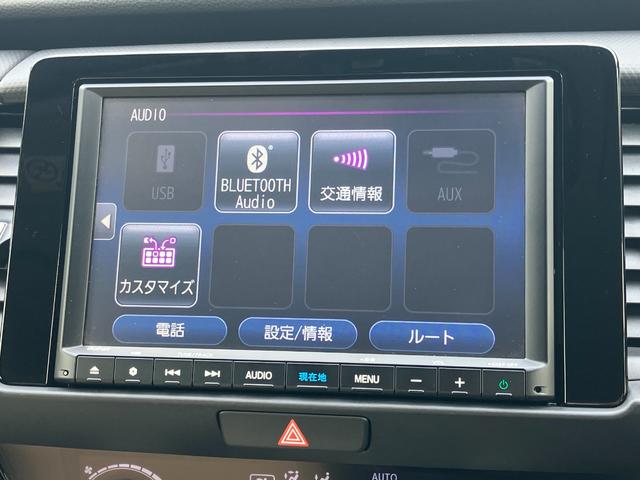 AUDIO
USB
BLUETOOTH
Audio
交通情報
AUX
カスタマイズ
電話
設定/情報
ルート
AUDIO
現在地
MENU
AUTO